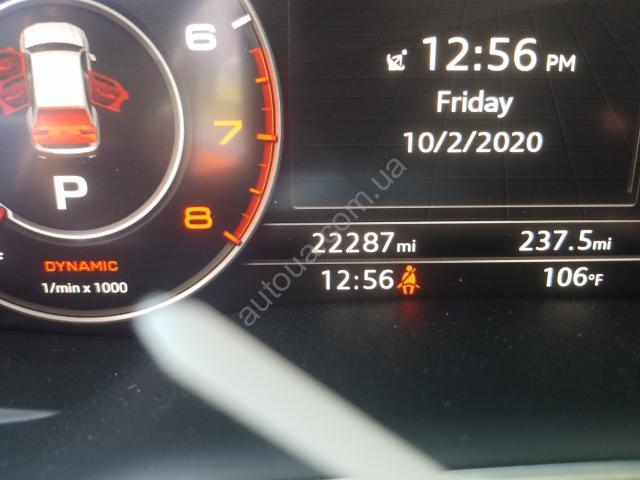 6
7
8
P
DYNAMIC
1/min x 1000
12:56 PM
Friday
10/2/2020
22287 mi
237.5 mi
12:56
106°F
autoua.com.ua